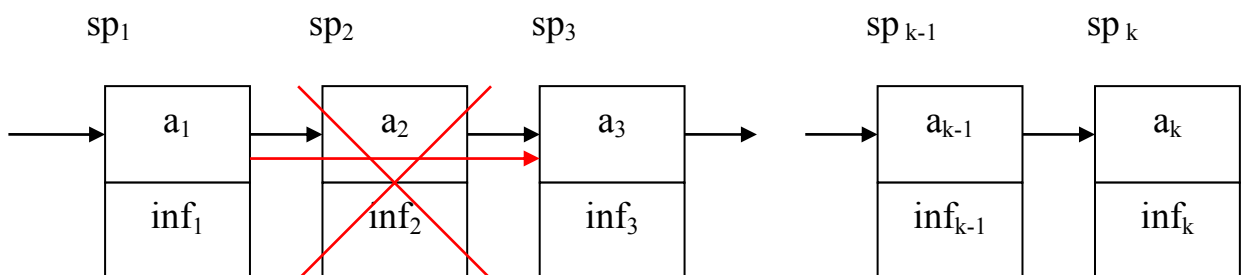 sp₁ sp₂ sp₃ sp ₖ₋₁ sp ₖ
a₁ a₂ a₃ aₖ₋₁ aₖ
inf₁ inf₂ inf₃ infₖ₋₁ infₖ